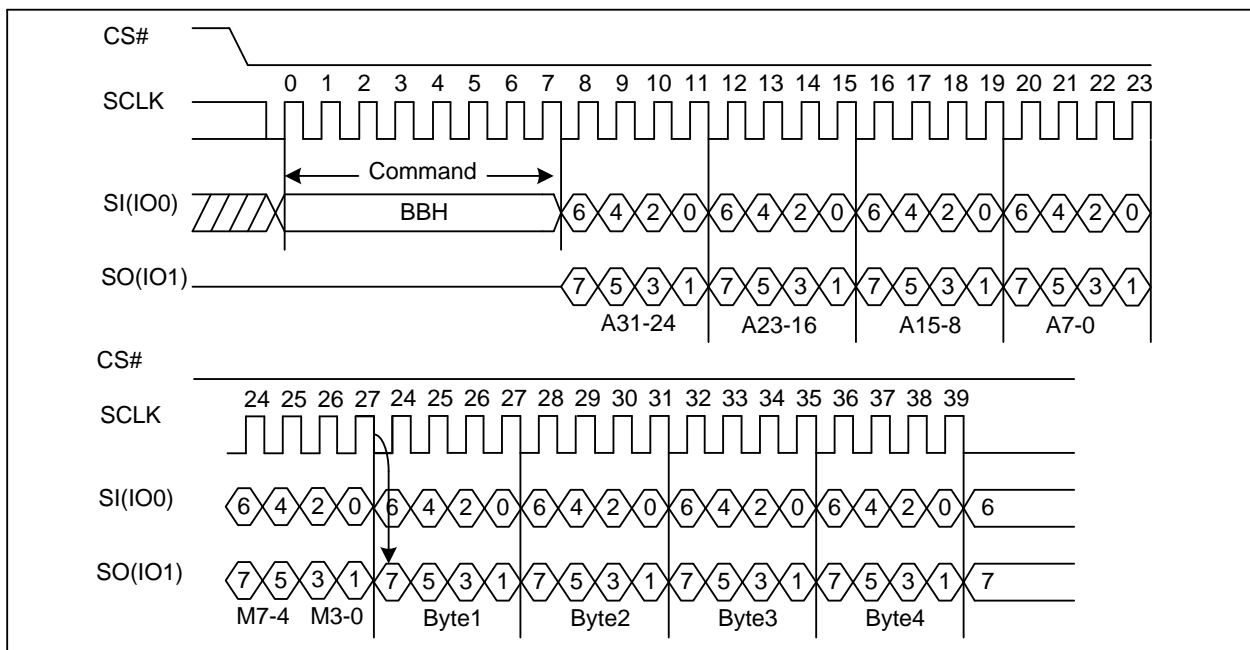 CS#
0 1 2 3 4 5 6 7 8 9 10 11 12 13 14 15 16 17 18 19 20 21 22 23
SCLK
Command
SI(IO0) BBH 6 4 2 0 6 4 2 0 6 4 2 0 6 4 2 0
SO(IO1) 7 5 3 1 7 5 3 1 7 5 3 1 7 5 3 1
A31-24 A23-16 A15-8 A7-0
CS#
24 25 26 27 24 25 26 27 28 29 30 31 32 33 34 35 36 37 38 39
SCLK
SI(IO0) 6 4 2 0 6 4 2 0 6 4 2 0 6 4 2 0 6 4 2 0 6
SO(IO1) 7 5 3 1 7 5 3 1 7 5 3 1 7 5 3 1 7 5 3 1 7
M7-4 M3-0 Byte1 Byte2 Byte3 Byte4